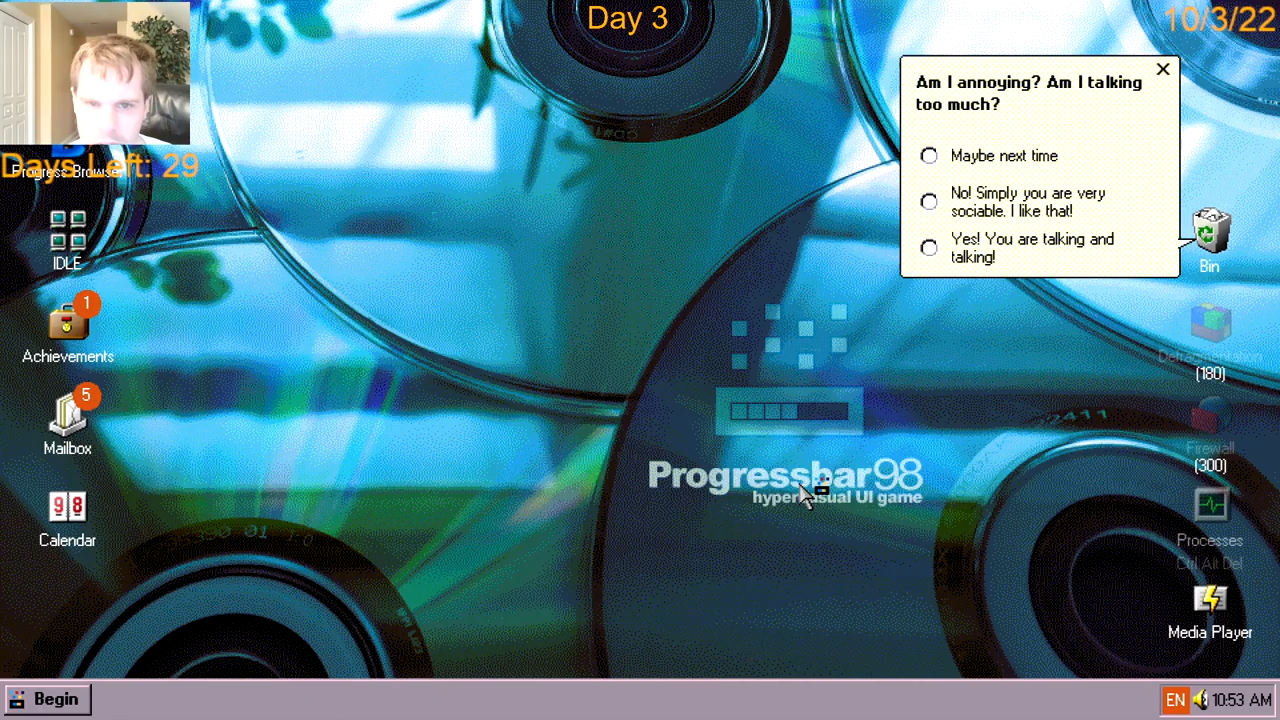 Day 3
10/3/22
Am I annoying? Am I talking
too much?
Maybe next time
No! Simply you are very
sociable. I like that!
Yes! You are talking and
talking!
Days Left: 29
Progress Browser
IDLE
1
Achievements
5
Mailbox
98
Calendar
Bin
Defragmentation
(180)
Firewall
(300)
Processes
Ctrl Alt Del
Media Player
Progressbar98
hypercasual UI game
Begin
EN
10:53 AM